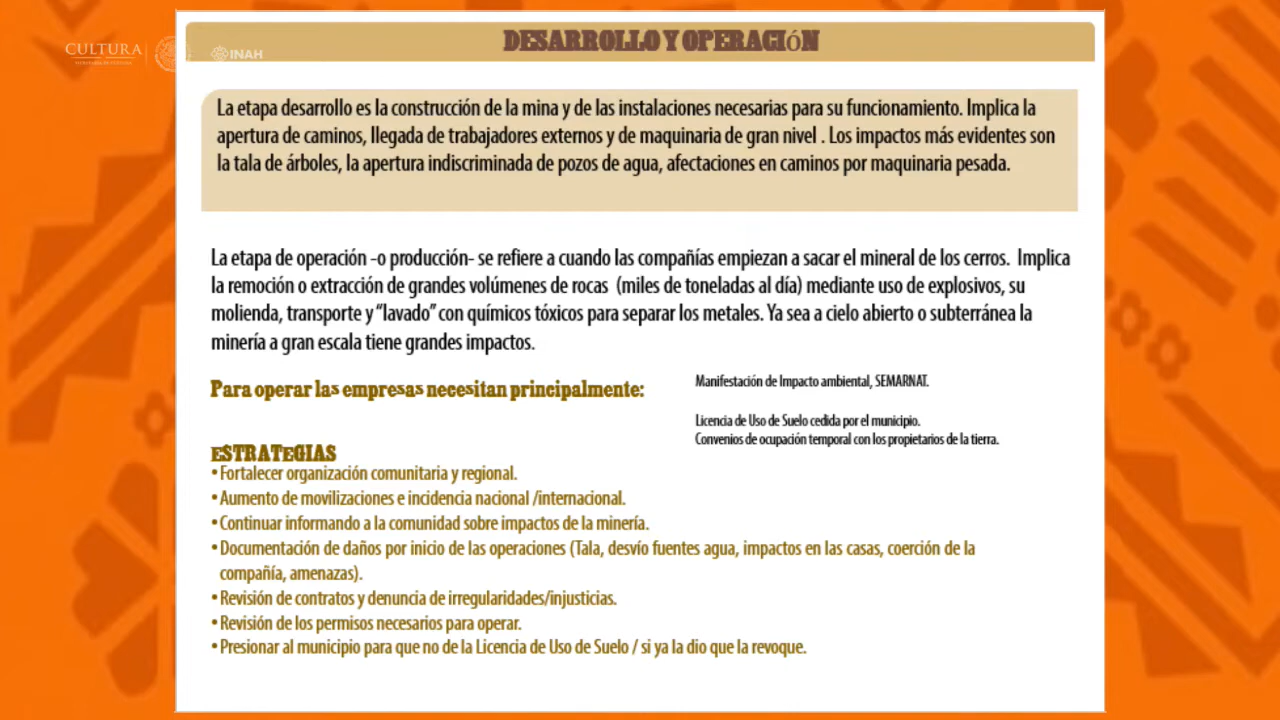 CULTURA
INAH
DESARROLLO Y OPERACIÓN
La etapa desarrollo es la construcción de la mina y de las instalaciones necesarias para su funcionamiento. Implica la
apertura de caminos, llegada de trabajadores externos y de maquinaria de gran nivel . Los impactos más evidentes son
la tala de árboles, la apertura indiscriminada de pozos de agua, afectaciones en caminos por maquinaria pesada.
La etapa de operación -o producción- se refiere a cuando las compañías empiezan a sacar el mineral de los cerros. Implica
la remoción o extracción de grandes volúmenes de rocas (miles de toneladas al día) mediante uso de explosivos, su
molienda, transporte y “lavado” con químicos tóxicos para separar los metales. Ya sea a cielo abierto o subterránea la
minería a gran escala tiene grandes impactos.
Para operar las empresas necesitan principalmente:
Manifestación de Impacto ambiental, SEMARNAT.
Licencia de Uso de Suelo cedida por el municipio.
Convenios de ocupación temporal con los propietarios de la tierra.
ESTRATEGIAS
• Fortalecer organización comunitaria y regional.
• Aumento de movilizaciones e incidencia nacional /internacional.
• Continuar informando a la comunidad sobre impactos de la minería.
• Documentación de daños por inicio de las operaciones (Tala, desvío fuentes agua, impactos en las casas, coerción de la
compañía, amenazas).
• Revisión de contratos y denuncia de irregularidades/injusticias.
• Revisión de los permisos necesarios para operar.
• Presionar al municipio para que no de la Licencia de Uso de Suelo / si ya la dio que la revoque.